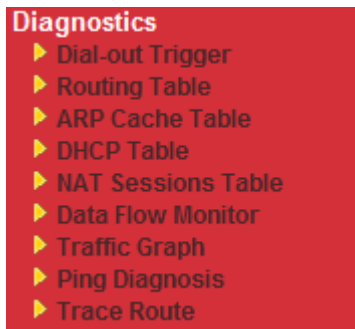 Diagnostics
Dial-out Trigger
Routing Table
ARP Cache Table
DHCP Table
NAT Sessions Table
Data Flow Monitor
Traffic Graph
Ping Diagnosis
Trace Route